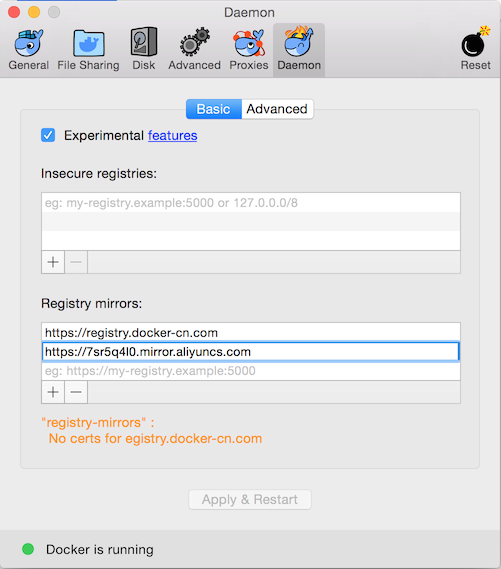 Daemon
General File Sharing Disk Advanced Proxies Daemon Reset
Basic Advanced
Experimental features
Insecure registries:
eg: my-registry.example:5000 or 127.0.0.0/8
+ −
Registry mirrors:
https://registry.docker-cn.com
https://7sr5q4l0.mirror.aliyuncs.com
eg: https://my-registry.example:5000
+ −
"registry-mirrors" :
No certs for egistry.docker-cn.com
Apply & Restart
Docker is running